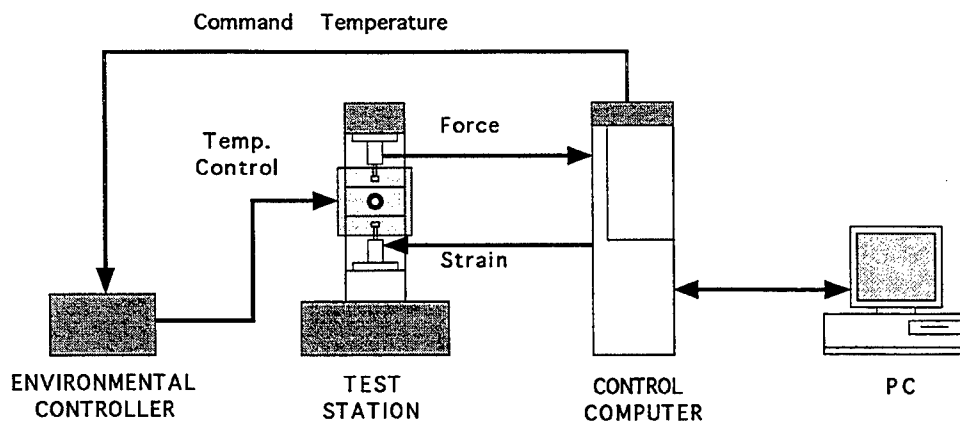 Command Temperature
Temp.
Control
Force
Strain
ENVIRONMENTAL
CONTROLLER
TEST
STATION
CONTROL
COMPUTER
PC